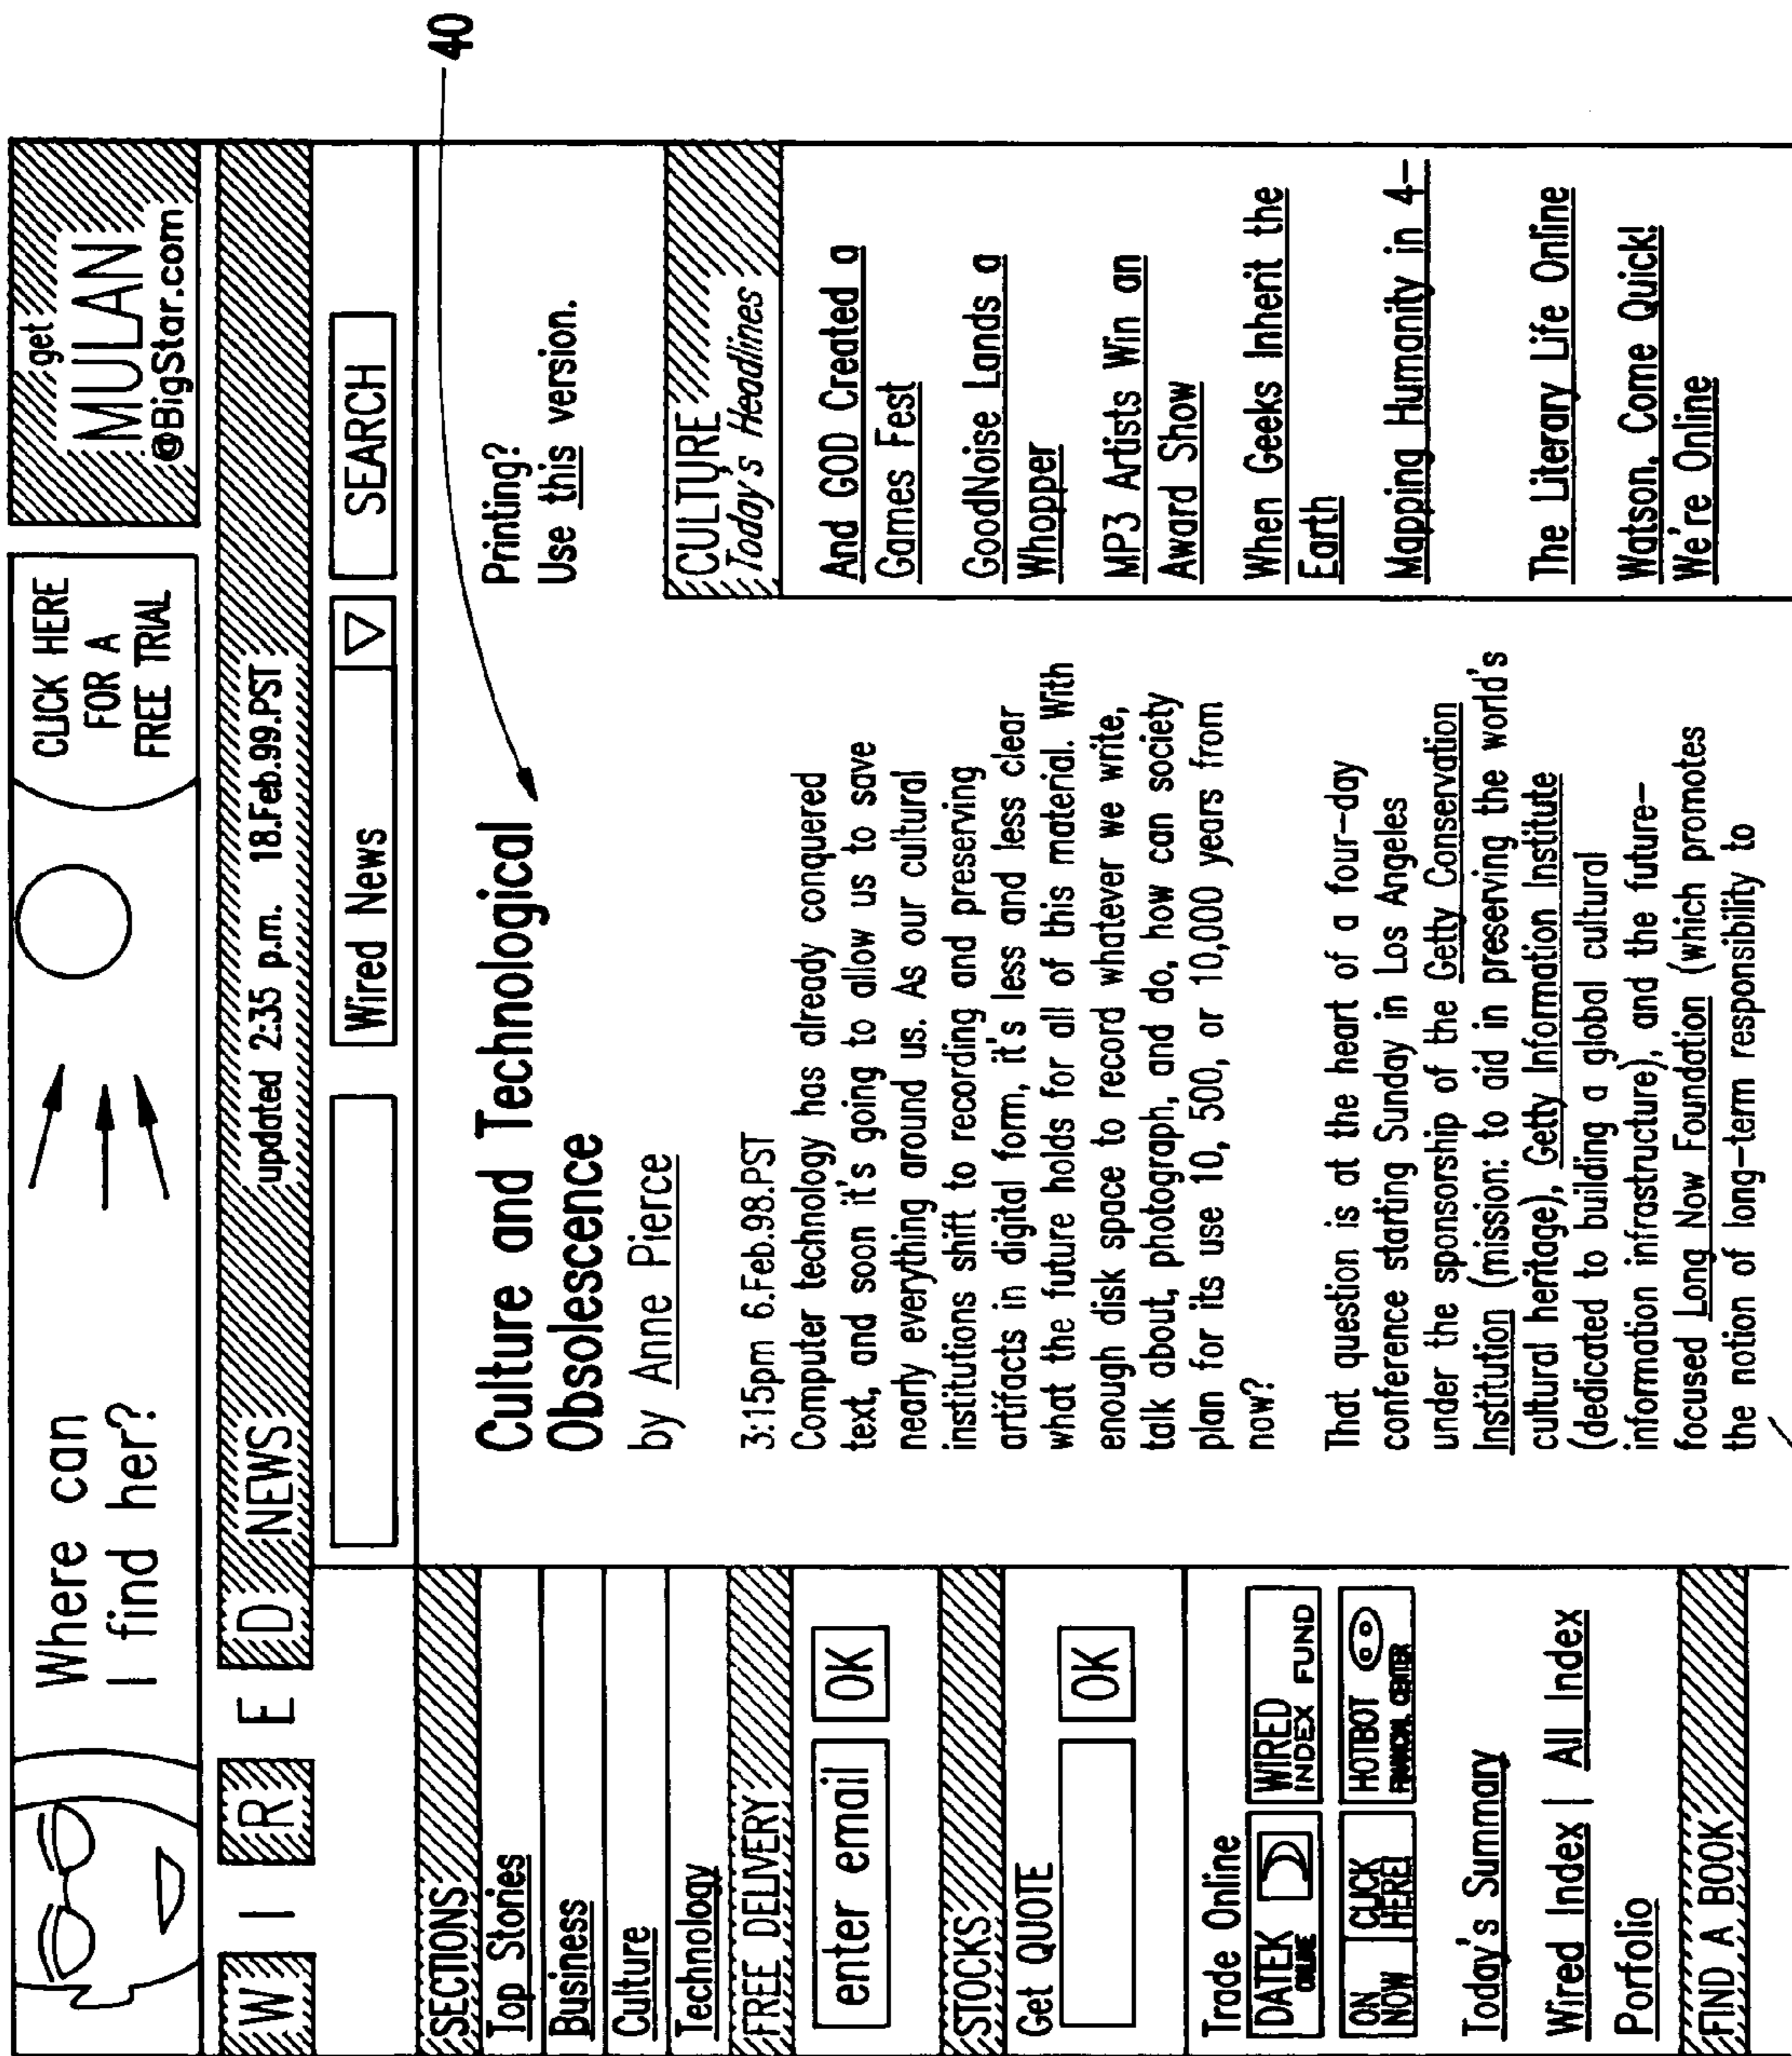 Where can
I find her?
CLICK HERE
FOR A
FREE TRIAL
get
MULAN
@BigStar.com
WIRED NEWS
updated 2:35 p.m. 18.Feb.99.PST
Wired News
SEARCH
40
SECTIONS
Top Stories
Business
Culture
Technology
FREE DELIVERY
enter email
OK
STOCKS
Get QUOTE
OK
Trade Online
DATEK
ONLINE
WIRED
INDEX FUND
ON
NOW
CLICK
HERE!
HOTBOT
FINANCIAL CENTER
Today's Summary
Wired Index | All Index
Porfolio
FIND A BOOK
Culture and Technological
Obsolescence
by Anne Pierce
3:15pm 6.Feb.98.PST
Computer technology has already conquered
text, and soon it's going to allow us to save
nearly everything around us. As our cultural
institutions shift to recording and preserving
artifacts in digital form, it's less and less clear
what the future holds for all of this material. With
enough disk space to record whatever we write,
talk about, photograph, and do, how can society
plan for its use 10, 500, or 10,000 years from
now?
That question is at the heart of a four-day
conference starting Sunday in Los Angeles
under the sponsorship of the Getty Conservation
Institution (mission: to aid in preserving the world's
cultural heritage), Getty Information Institute
(dedicated to building a global cultural
information infrastructure), and the future-
focused Long Now Foundation (which promotes
the notion of long-term responsibility to
Printing?
Use this version.
CULTURE
Today's Headlines
And GOD Created a
Games Fest
GoodNoise Lands a
Whopper
MP3 Artists Win an
Award Show
When Geeks Inherit the
Earth
Mapping Humanity in 4-
The Literary Life Online
Watson, Come Quick!
We're Online